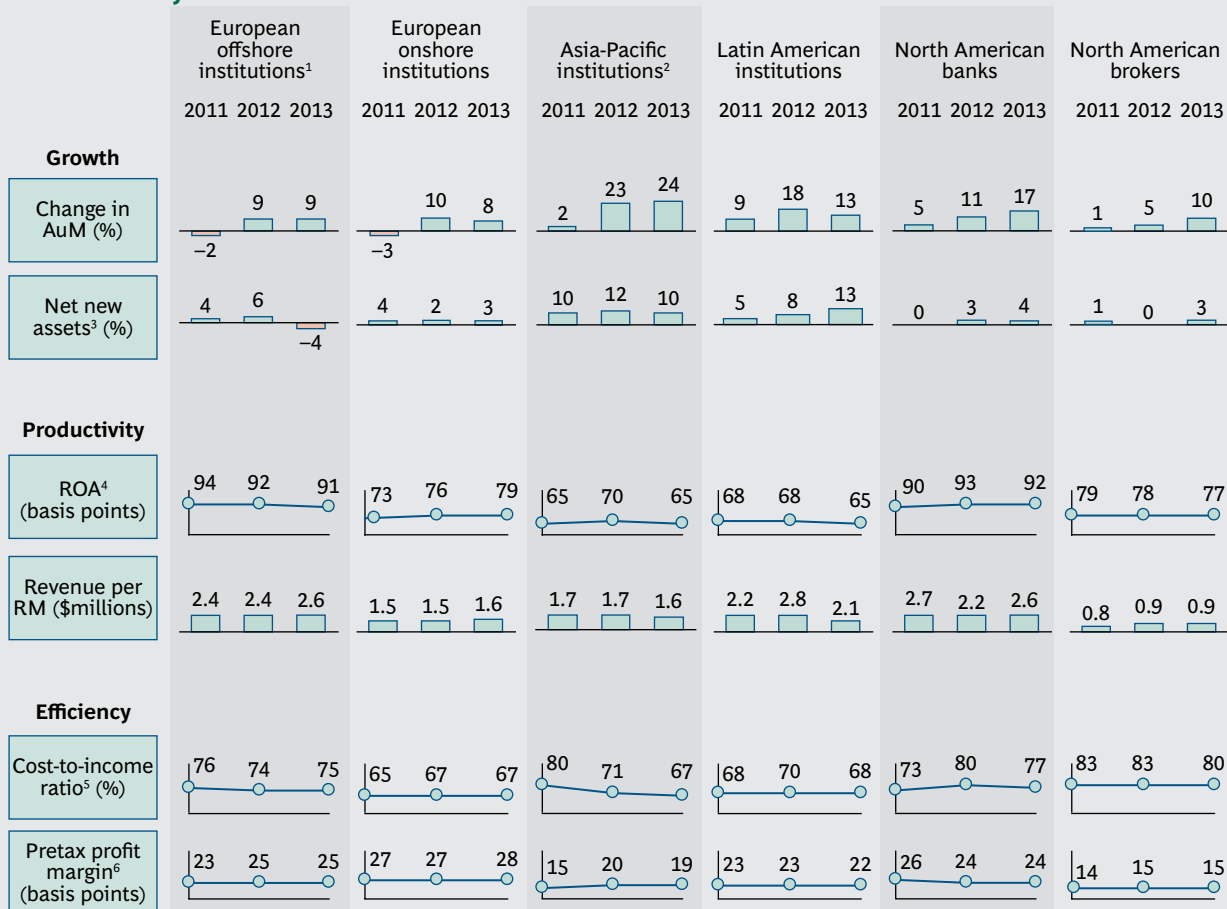 European
offshore
institutions¹
European
onshore
institutions
Asia-Pacific
institutions²
Latin American
institutions
North American
banks
North American
brokers
2011 2012 2013 2011 2012 2013 2011 2012 2013 2011 2012 2013 2011 2012 2013 2011 2012 2013
Growth
Change in
AuM (%)
–2 9 9 –3 10 8 2 23 24 9 18 13 5 11 17 1 5 10
Net new
assets³ (%)
4 6 –4 4 2 3 10 12 10 5 8 13 0 3 4 1 0 3
Productivity
ROA⁴
(basis points)
94 92 91 73 76 79 65 70 65 68 68 65 90 93 92 79 78 77
Revenue per
RM ($millions)
2.4 2.4 2.6 1.5 1.5 1.6 1.7 1.7 1.6 2.2 2.8 2.1 2.7 2.2 2.6 0.8 0.9 0.9
Efficiency
Cost-to-income
ratio⁵ (%)
76 74 75 65 67 67 80 71 67 68 70 68 73 80 77 83 83 80
Pretax profit
margin⁶
(basis points)
23 25 25 27 27 28 15 20 19 23 23 22 26 24 24 14 15 15